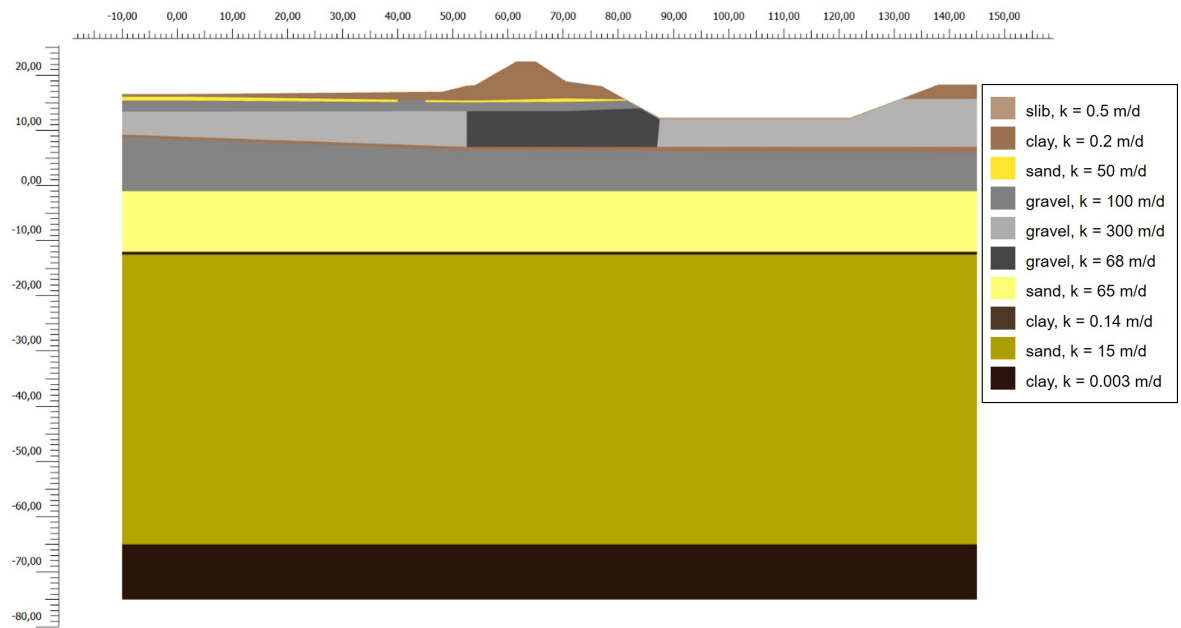 -10,00 0,00 10,00 20,00 30,00 40,00 50,00 60,00 70,00 80,00 90,00 100,00 110,00 120,00 130,00 140,00 150,00
20,00
10,00
0,00
-10,00
-20,00
-30,00
-40,00
-50,00
-60,00
-70,00
-80,00
slib, k = 0.5 m/d
clay, k = 0.2 m/d
sand, k = 50 m/d
gravel, k = 100 m/d
gravel, k = 300 m/d
gravel, k = 68 m/d
sand, k = 65 m/d
clay, k = 0.14 m/d
sand, k = 15 m/d
clay, k = 0.003 m/d